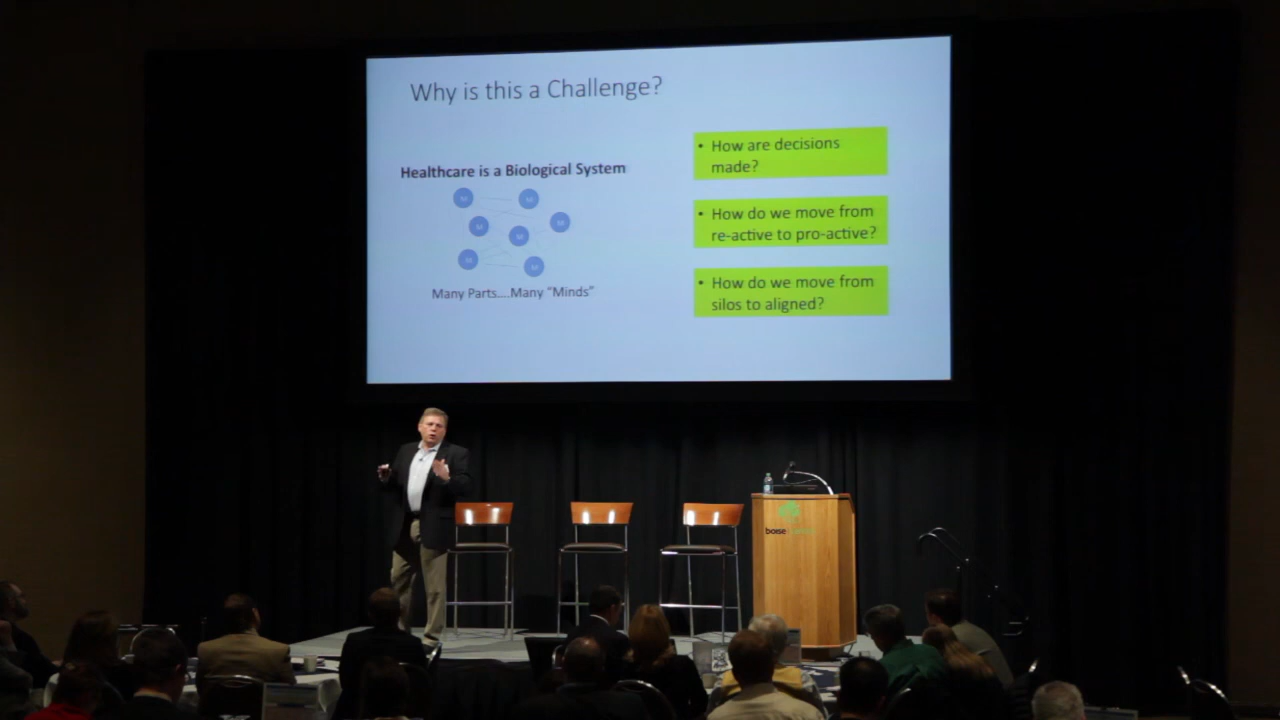 Why is this a Challenge?
Healthcare is a Biological System
Many Parts....Many “Minds”
• How are decisions
made?
• How do we move from
re-active to pro-active?
• How do we move from
silos to aligned?
boise